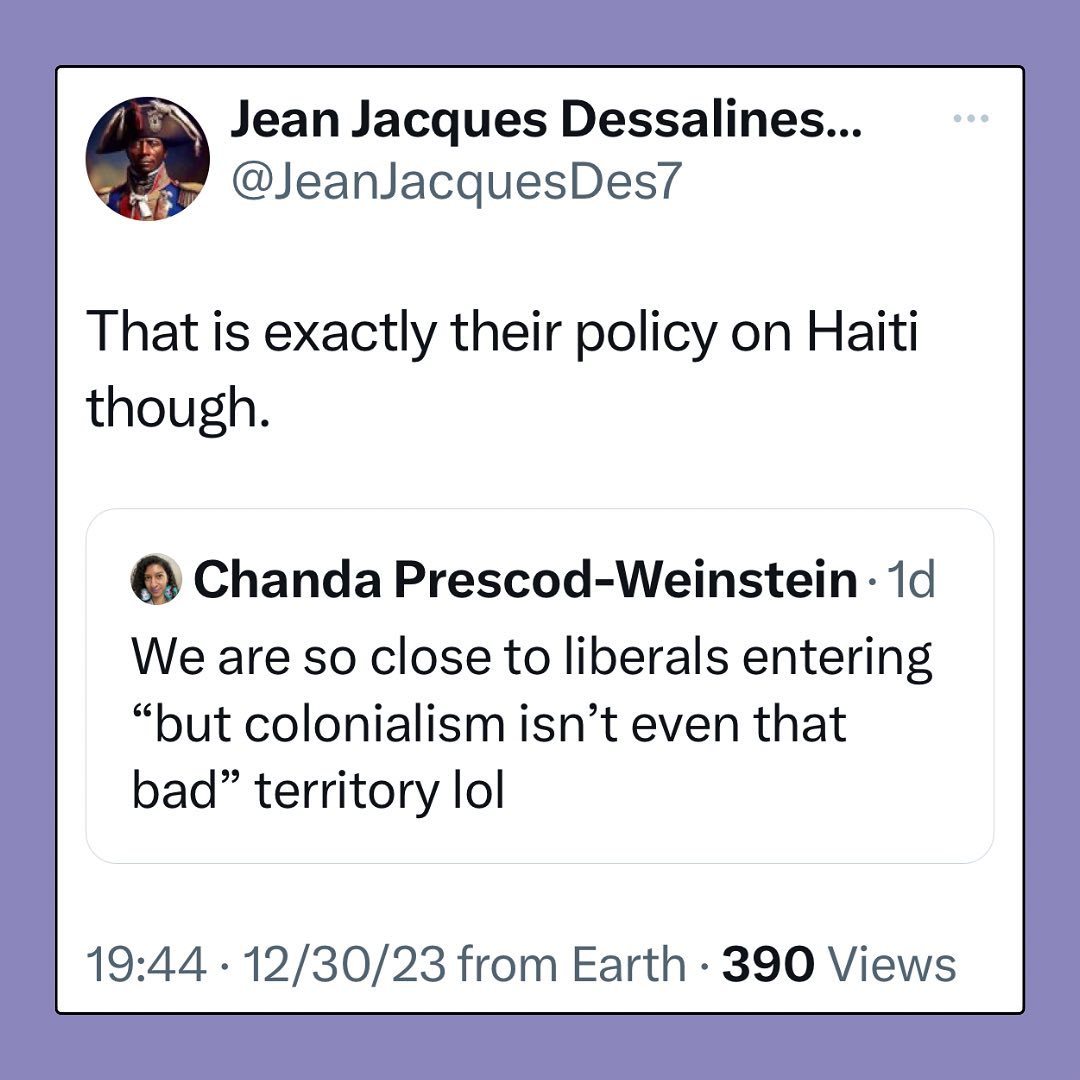 Jean Jacques Dessalines...
@JeanJacquesDes7
That is exactly their policy on Haiti
though.
Chanda Prescod-Weinstein · 1d
We are so close to liberals entering
“but colonialism isn’t even that
bad” territory lol
19:44 · 12/30/23 from Earth · 390 Views